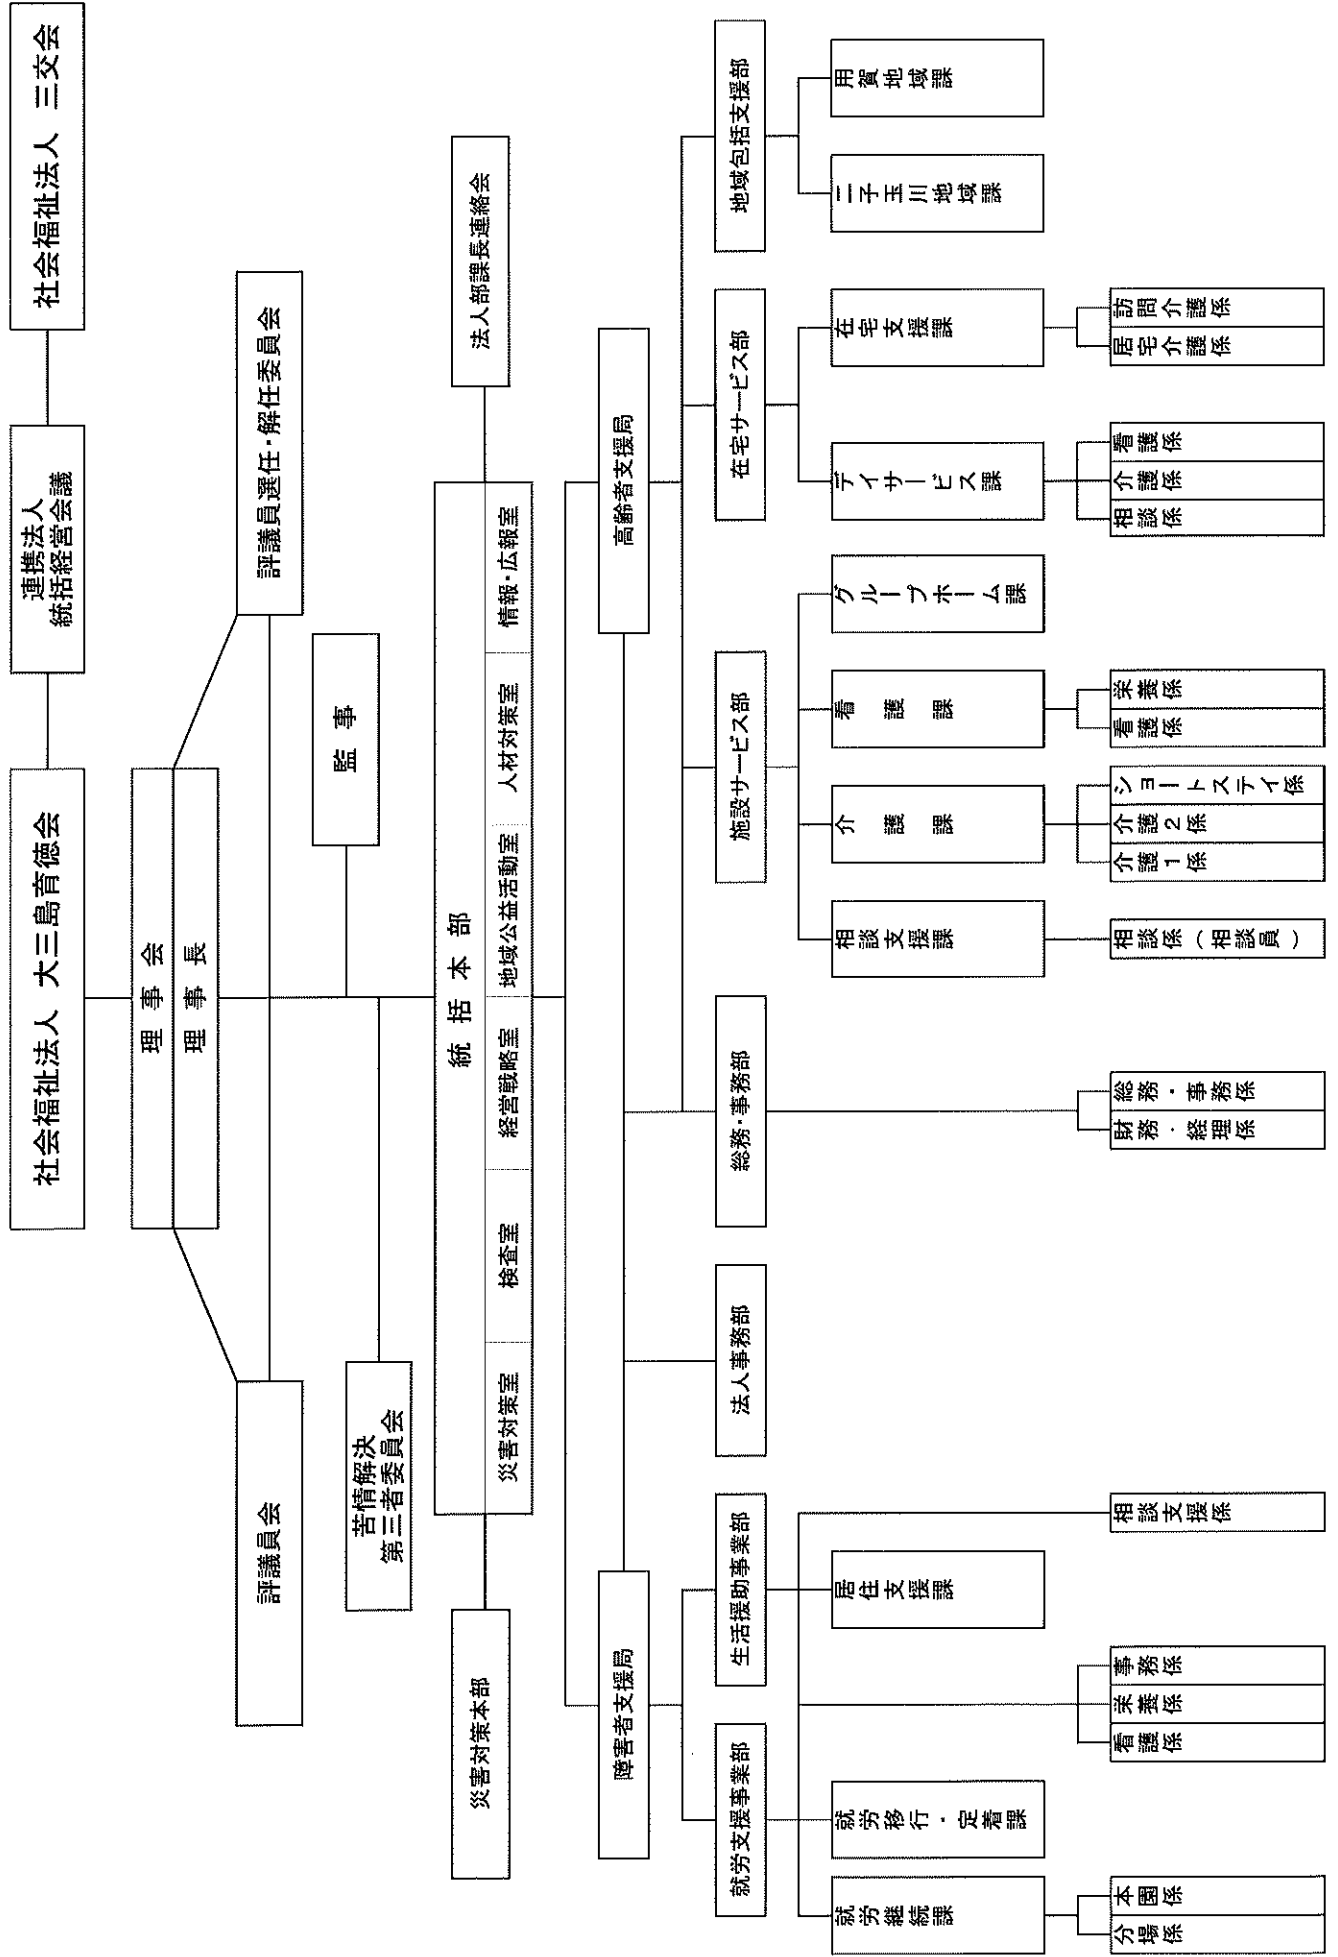 社会福祉法人 大三島育徳会
連携法人
統括経営会議
社会福祉法人 三交会
理事会
理事長
評議員会
評議員選任・解任委員会
監事
苦情解決
第三者委員会
統括本部
災害対策室
検査室
経営戦略室
地域公益活動室
人材対策室
情報・広報室
災害対策本部
法人部課長連絡会
障害者支援局
高齢者支援局
就労支援事業部
生活援助事業部
法人事務部
総務・事務部
施設サービス部
在宅サービス部
地域包括支援部
就労継続課
就労移行・定着課
居住支援課
相談支援課
介護課
看護課
グループホーム課
デイサービス課
在宅支援課
二子玉川地域課
用賀地域課
分場係
本園係
看護係
栄養係
事務係
相談支援係
財務・経理係
総務・事務係
相談係（相談員）
介護1係
介護2係
ショートステイ係
看護係
栄養係
相談係
介護係
看護係
居宅介護係
訪問介護係